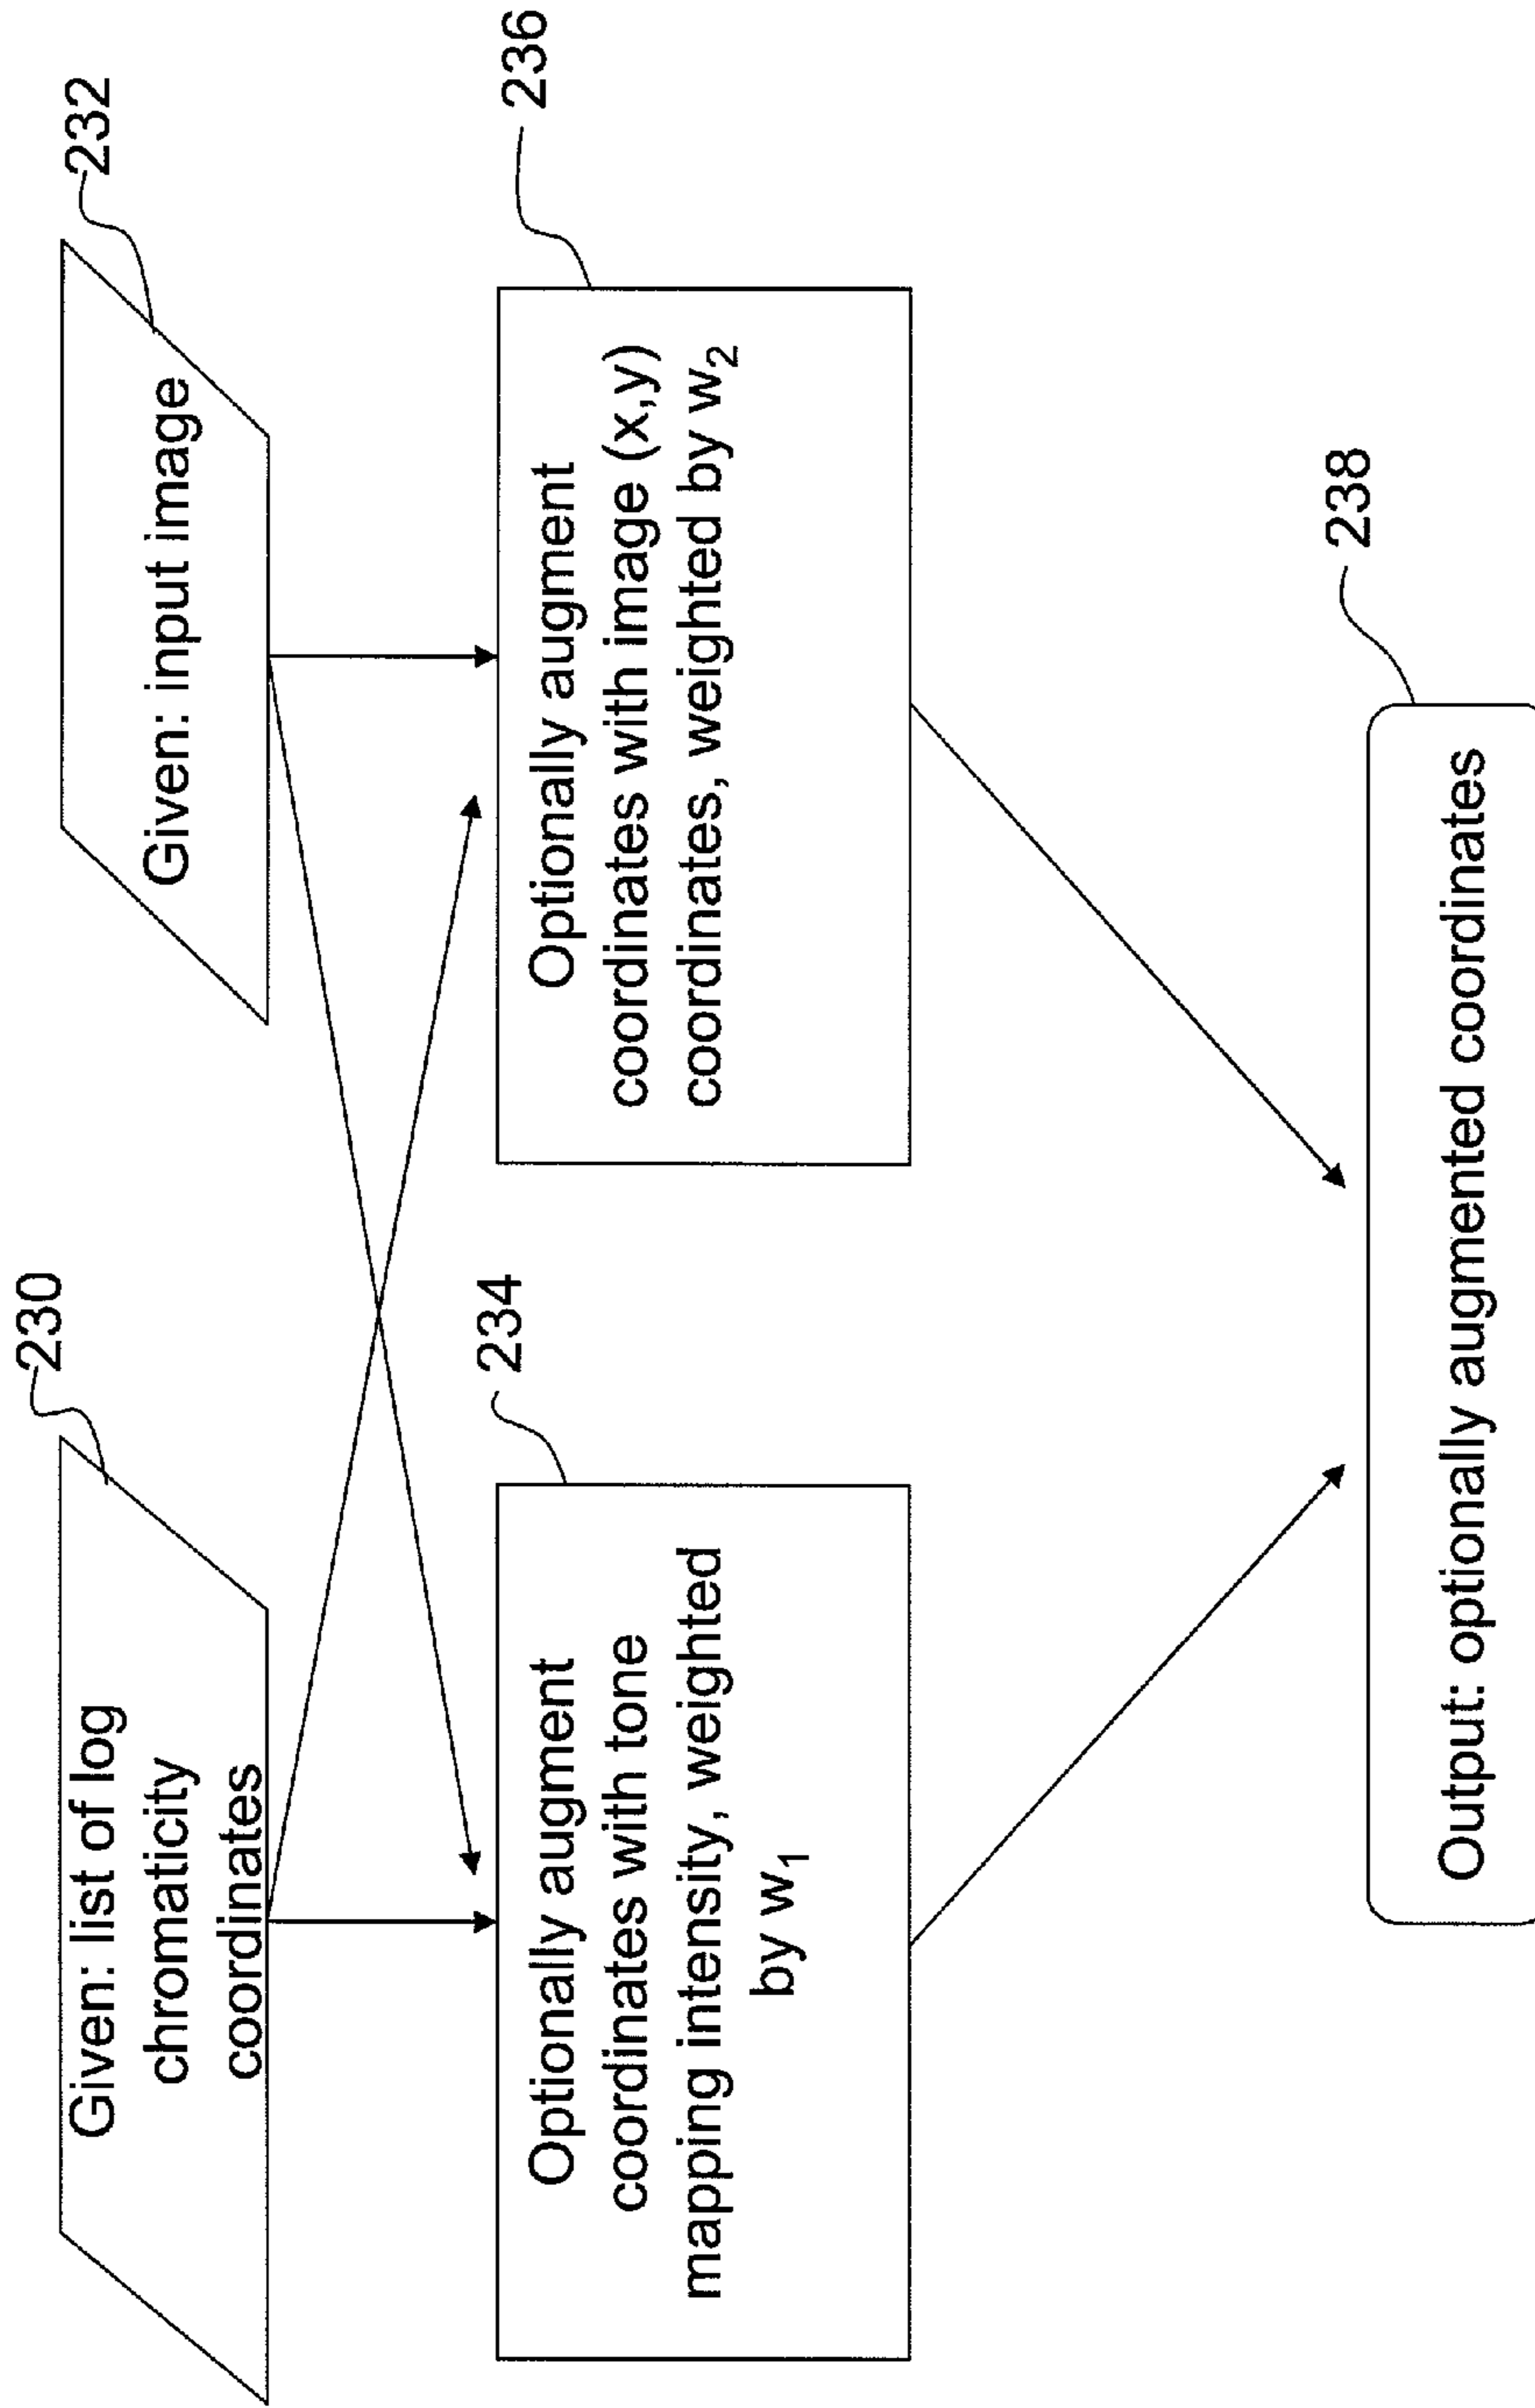 230
Given: list of log
chromaticity
coordinates
232
Given: input image
234
Optionally augment
coordinates with tone
mapping intensity, weighted
by w₁
236
Optionally augment
coordinates with image (x,y)
coordinates, weighted by w₂
238
Output: optionally augmented coordinates